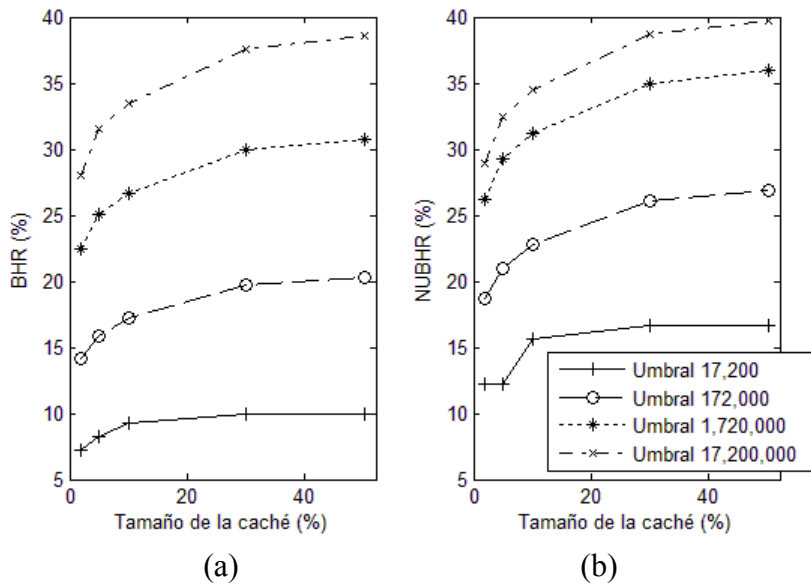 40
35
30
25
20
15
10
5
BHR (%)
0 20 40
Tamaño de la caché (%)
(a)
40
35
30
25
20
15
10
5
NUBHR (%)
0 20 40
Tamaño de la caché (%)
(b)
Umbral 17,200
Umbral 172,000
Umbral 1,720,000
Umbral 17,200,000